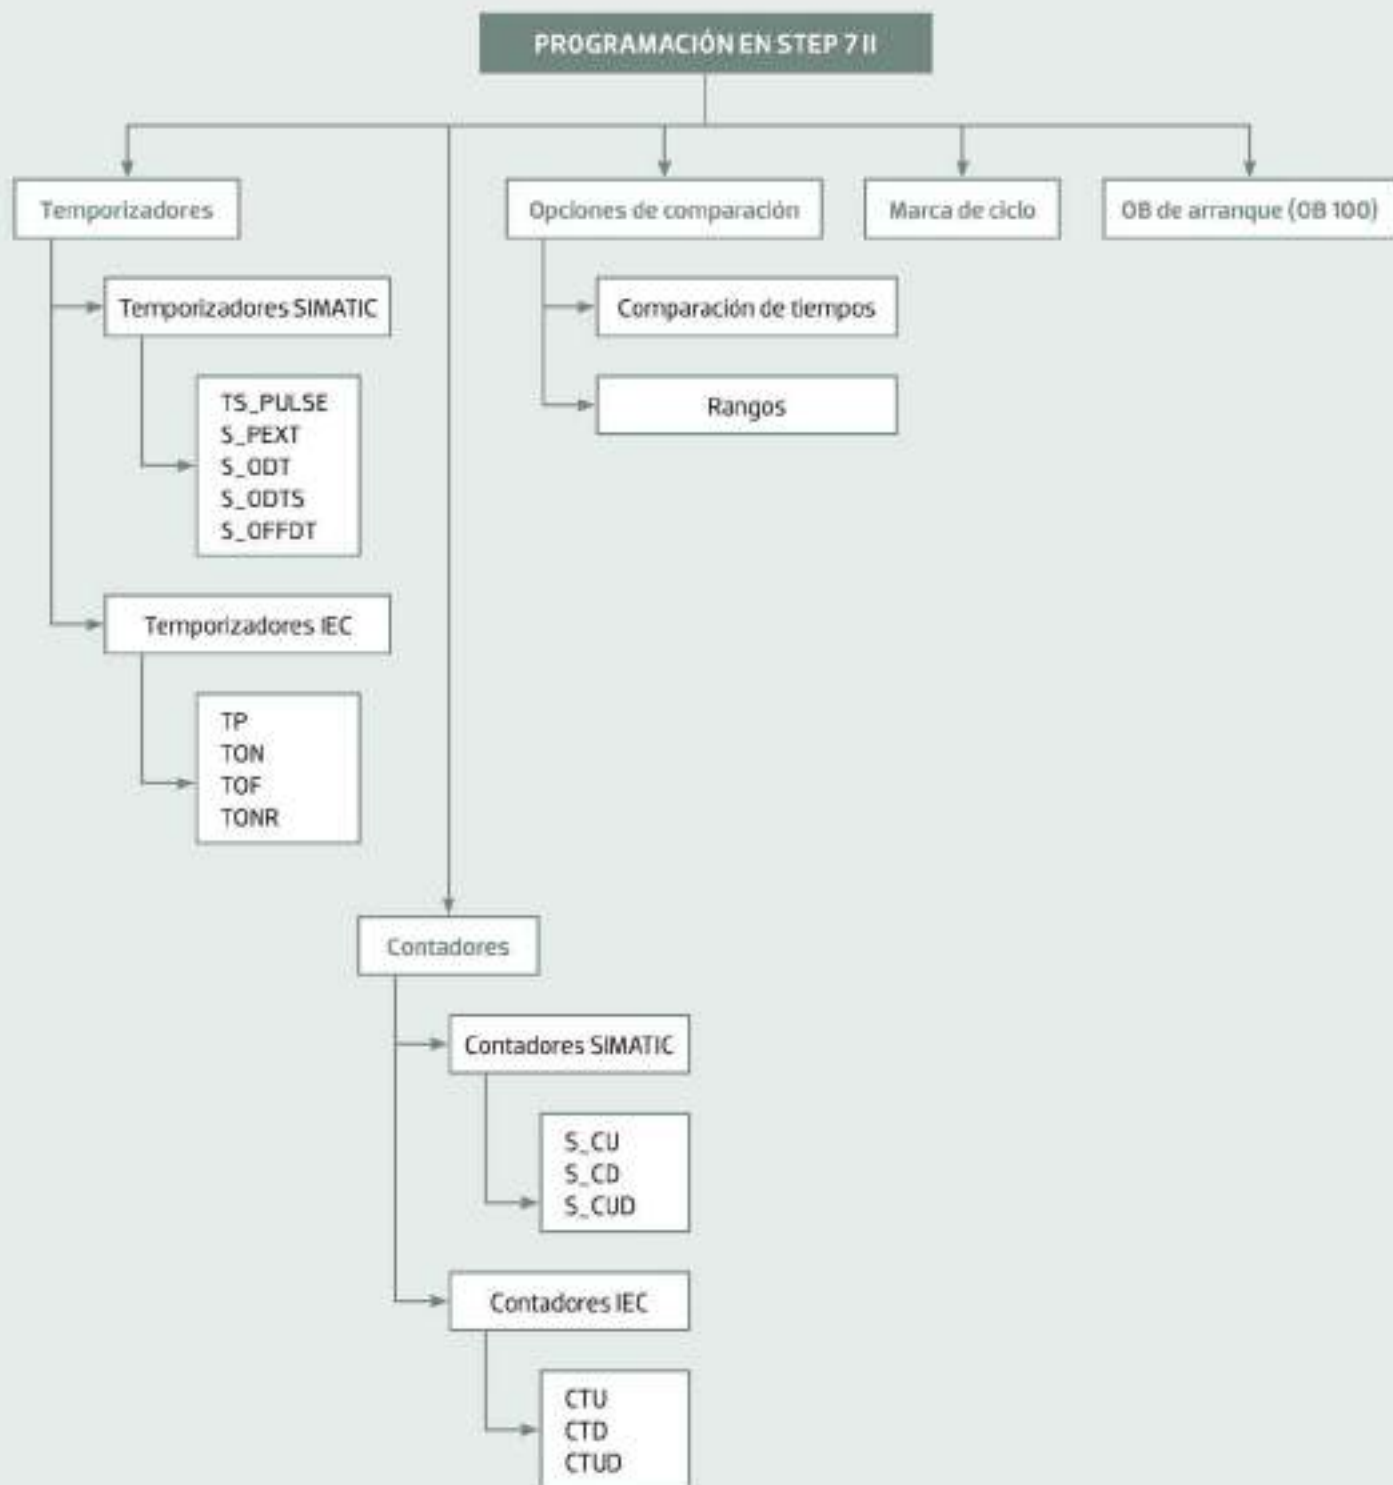 PROGRAMACIÓN EN STEP 7 II
Temporizadores
Opciones de comparación
Marca de ciclo
OB de arranque (OB 100)
Temporizadores SIMATIC
TS_PULSE
S_PEXT
S_ODT
S_ODTS
S_OFFDT
Temporizadores IEC
TP
TON
TOF
TONR
Comparación de tiempos
Rangos
Contadores
Contadores SIMATIC
S_CU
S_CD
S_CUD
Contadores IEC
CTU
CTD
CTUD